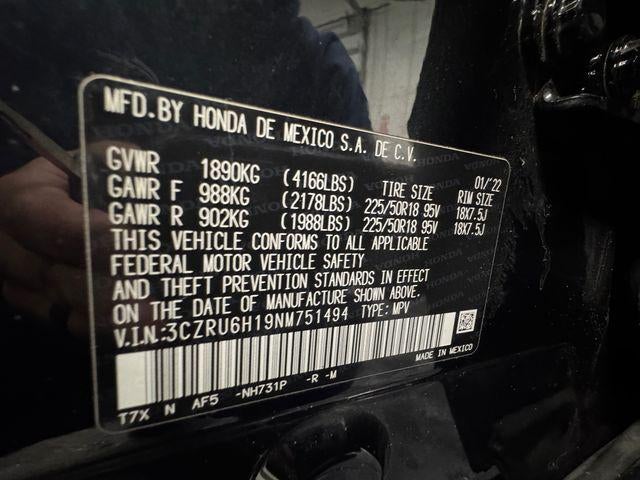 MFD.BY HONDA DE MEXICO S.A. DE C.V.
GVWR 1890KG (4166LBS) TIRE SIZE 01/'22 RIM SIZE
GAWR F 988KG (2178LBS) 225/50R18 95V 18X7.5J
GAWR R 902KG (1988LBS) 225/50R18 95V 18X7.5J
THIS VEHICLE CONFORMS TO ALL APPLICABLE
FEDERAL MOTOR VEHICLE SAFETY
AND THEFT PREVENTION STANDARDS IN EFFECT
ON THE DATE OF MANUFACTURE SHOWN ABOVE.
V.I.N.:3CZRU6H19NM751494 TYPE: MPV
MADE IN MEXICO
T7X N AF5 -NH731P -R -M